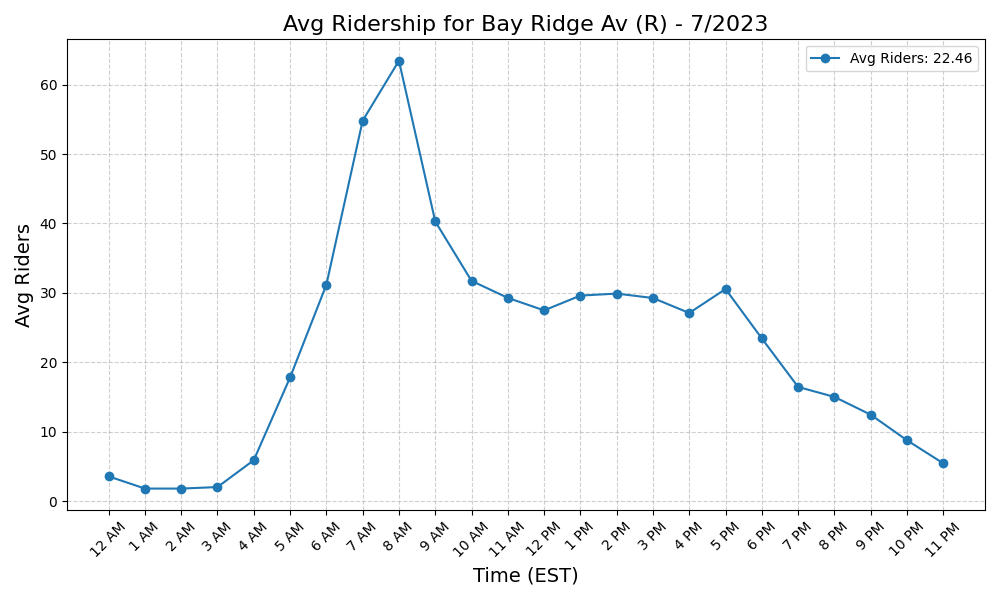 Avg Ridership for Bay Ridge Av (R) - 7/2023
Avg Riders: 22.46
Avg Riders
60
50
40
30
20
10
0
12 AM
1 AM
2 AM
3 AM
4 AM
5 AM
6 AM
7 AM
8 AM
9 AM
10 AM
11 AM
12 PM
1 PM
2 PM
3 PM
4 PM
5 PM
6 PM
7 PM
8 PM
9 PM
10 PM
11 PM
Time (EST)